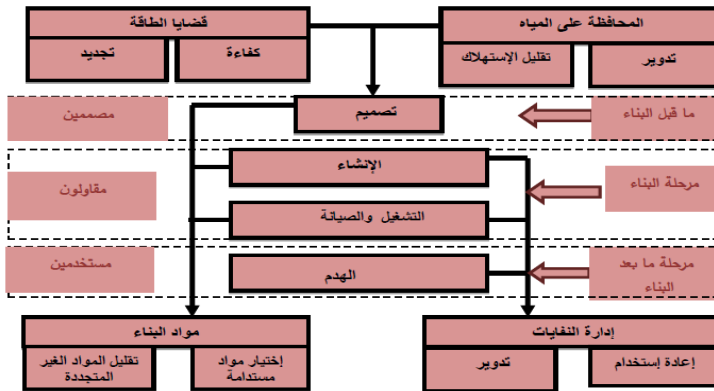 المحافظة على المياه
قضايا الطاقة
تدوير
تقليل الإستهلاك
كفاءة
تجديد
ما قبل البناء
تصميم
مصممين
الإنشاء
مرحلة البناء
مقاولون
التشغيل والصيانة
مرحلة ما بعد
البناء
الهدم
مستخدمين
إدارة النفايات
مواد البناء
إعادة إستخدام
تدوير
إختيار مواد
مستدامة
تقليل المواد الغير
المتجددة